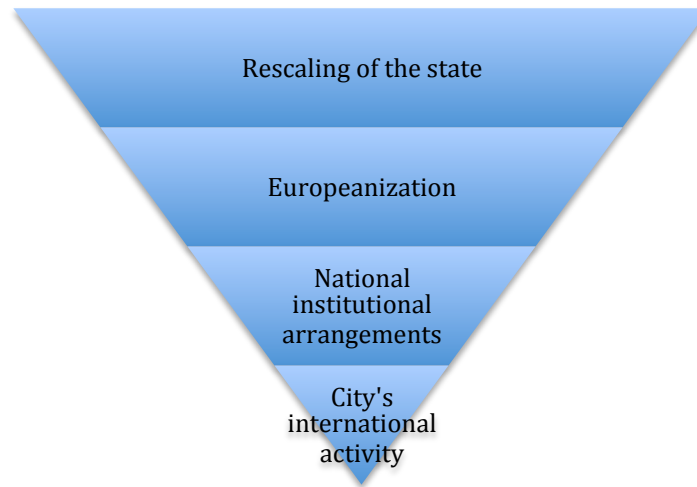 Rescaling of the state
Europeanization
National
institutional
arrangements
City's
international
activity